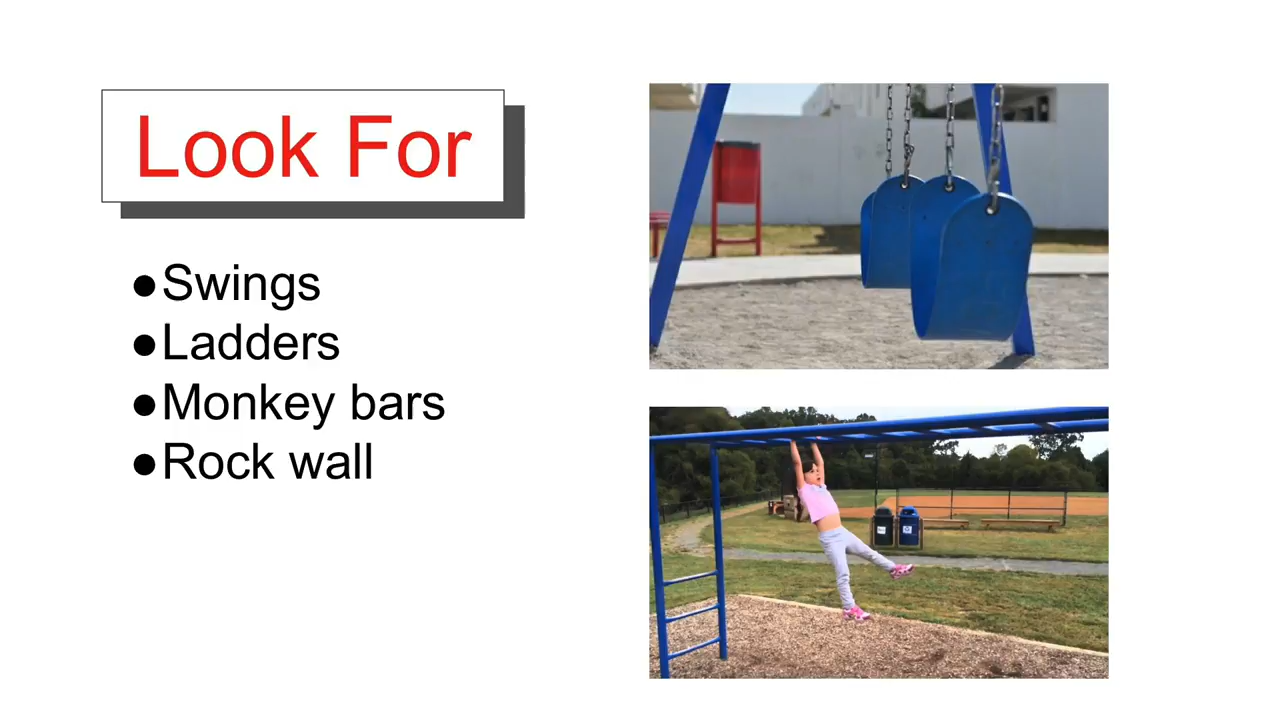 Look For
●Swings
●Ladders
●Monkey bars
●Rock wall